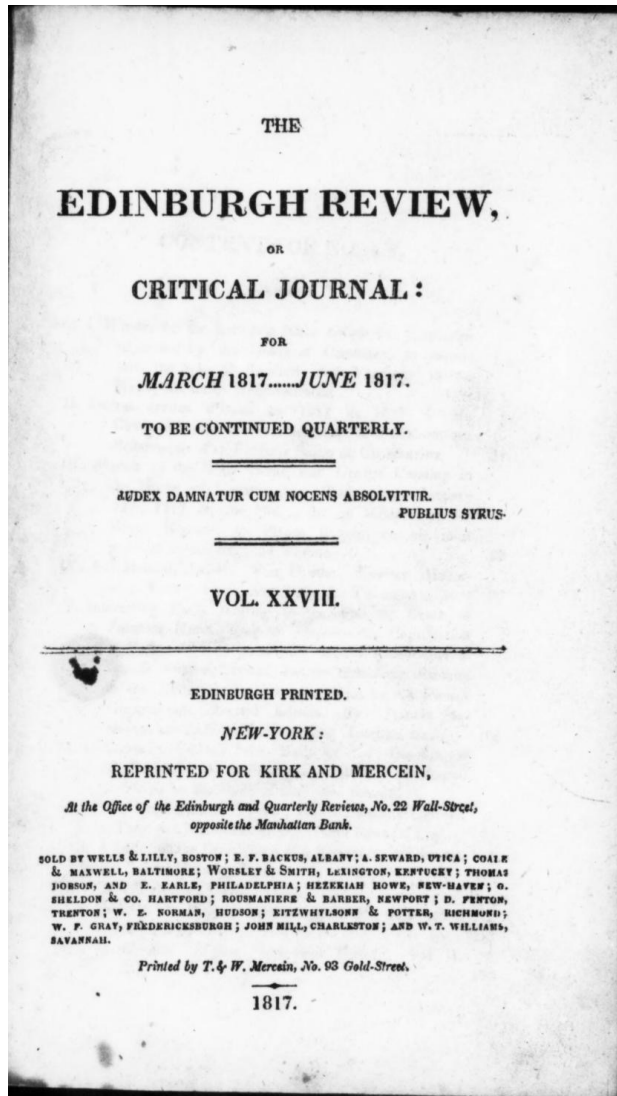 THE
EDINBURGH REVIEW,
OR
CRITICAL JOURNAL:
FOR
MARCH 1817......JUNE 1817.
TO BE CONTINUED QUARTERLY.
JUDEX DAMNATUR CUM NOCENS ABSOLVITUR.
PUBLIUS SYRUS.
VOL. XXVIII.
EDINBURGH PRINTED.
NEW-YORK:
REPRINTED FOR KIRK AND MERCEIN,
At the Office of the Edinburgh and Quarterly Reviews, No. 22 Wall-Street,
opposite the Manhattan Bank.
SOLD BY WELLS & LILLY, BOSTON; E. F. BACKUS, ALBANY; A. SEWARD, UTICA; COALE
& MAXWELL, BALTIMORE; WORSLEY & SMITH, LEXINGTON, KENTUCKY; THOMAS
DOBSON, AND E. EARLE, PHILADELPHIA; HEZEKIAH HOWE, NEW-HAVEN; G.
SHELDON & CO. HARTFORD; ROUSMANIERE & BARBER, NEWPORT; D. FENTON,
TRENTON; W. E. NORMAN, HUDSON; FITZWHYLSONN & POTTER, RICHMOND;
W. F. GRAY, FREDERICKSBURGH; JOHN MILL, CHARLESTON; AND W. T. WILLIAMS,
SAVANNAH.
Printed by T. & W. Mercein, No. 93 Gold-Street.
1817.